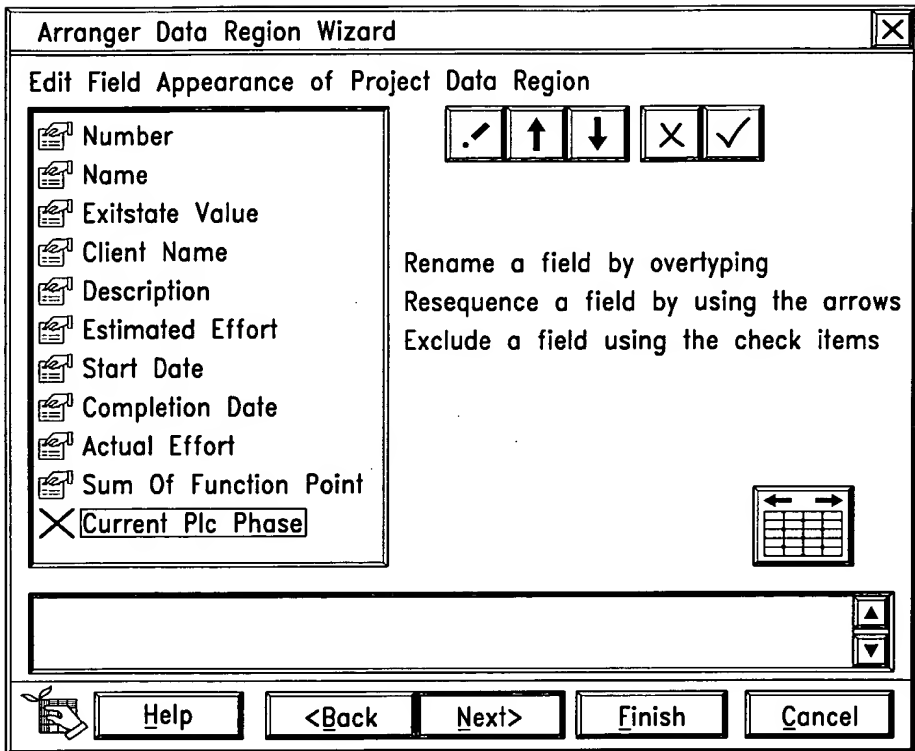 Arranger Data Region Wizard
Edit Field Appearance of Project Data Region
Number
Name
Exitstate Value
Client Name
Description
Estimated Effort
Start Date
Completion Date
Actual Effort
Sum Of Function Point
Current Plc Phase
Rename a field by overtyping
Resequence a field by using the arrows
Exclude a field using the check items
Help
<Back
Next>
Finish
Cancel